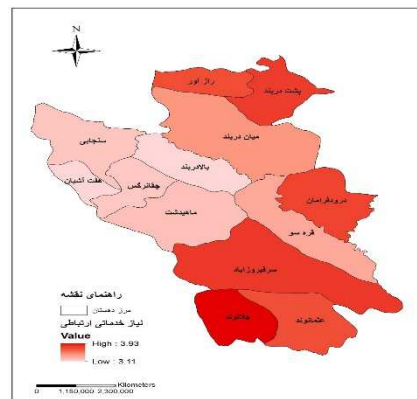 N
راز آور
پشت دربند
میان دربند
سنجابی
بالادربند
هفت آشیان
چقانرگس
درودفرامان
ماهیدشت
قره سو
سرفیروزآباد
جلالوند
عثمانوند
راهنمای نقشه
مرز دهستان
نیاز خدماتی ارتباطی
Value
High : 3.93
Low : 3.11
Kilometers
0 1,150,000 2,300,000